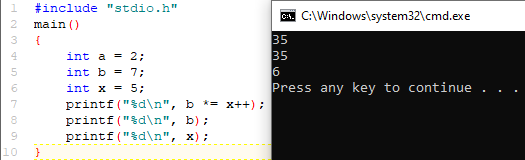 1 #include "stdio.h"
2 main()
3 {
4 int a = 2;
5 int b = 7;
6 int x = 5;
7 printf("%d\n", b *= x++);
8 printf("%d\n", b);
9 printf("%d\n", x);
10 }
C:\Windows\system32\cmd.exe
35
35
6
Press any key to continue . . .